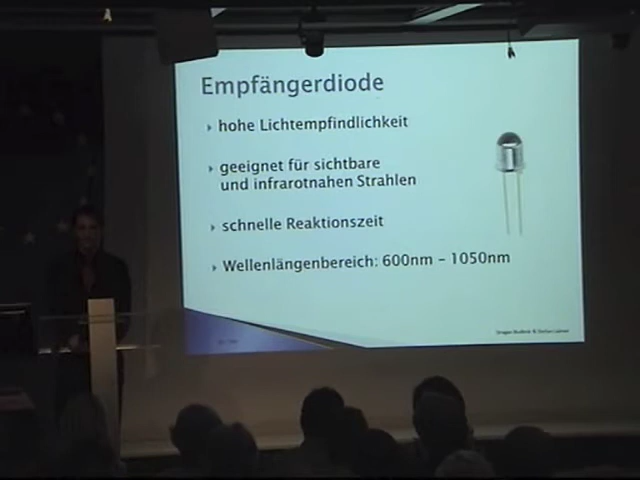 Empfängerdiode
hohe Lichtempfindlichkeit
geeignet für sichtbare
und infrarotnahen Strahlen
schnelle Reaktionszeit
Wellenlängenbereich: 600nm - 1050nm